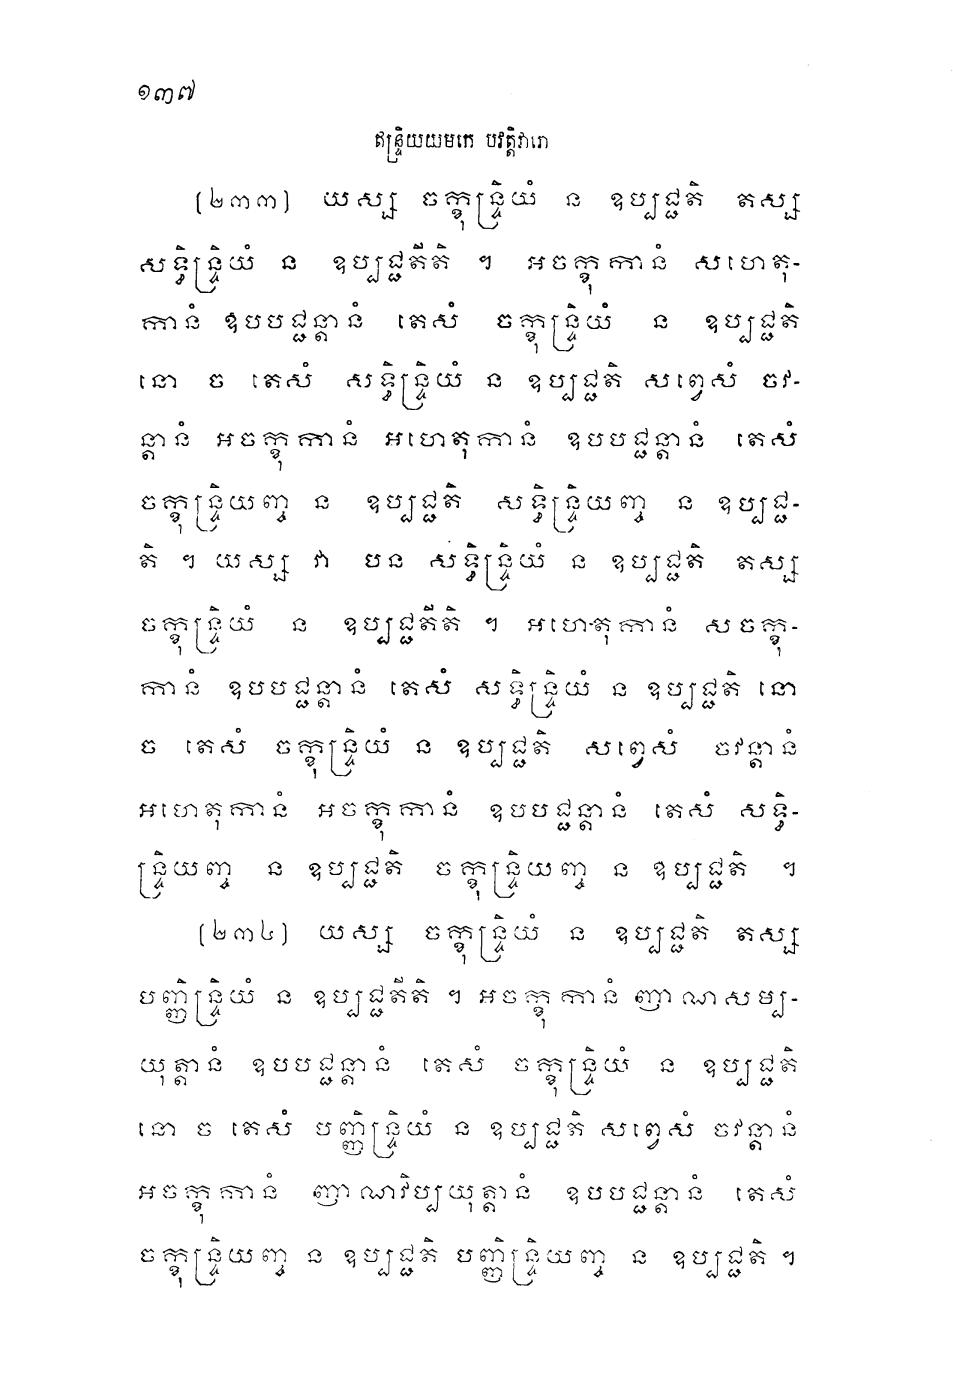 ១៣៧
ឥន្ទ្រិយយមកេ បវត្តិវារោ
(២៣៣) យស្ស ចក្ខុន្ទ្រិយំ ន ឧប្បជ្ជតិ តស្ស
សទ្ធិន្ទ្រិយំ ន ឧប្បជ្ជតីតិ ។ អចក្ខុកានំ សហេតុ-
កានំ ឧបបជ្ជន្តានំ តេសំ ចក្ខុន្ទ្រិយំ ន ឧប្បជ្ជតិ
នោ ច តេសំ សទ្ធិន្ទ្រិយំ ន ឧប្បជ្ជតិ សព្វេសំ ចវ-
ន្តានំ អចក្ខុកានំ អហេតុកានំ ឧបបជ្ជន្តានំ តេសំ
ចក្ខុន្ទ្រិយញ្ច ន ឧប្បជ្ជតិ សទ្ធិន្ទ្រិយញ្ច ន ឧប្បជ្ជ-
តិ ។ យស្ស វា បន សទ្ធិន្ទ្រិយំ ន ឧប្បជ្ជតិ តស្ស
ចក្ខុន្ទ្រិយំ ន ឧប្បជ្ជតីតិ ។ អហេតុកានំ សចក្ខុ-
កានំ ឧបបជ្ជន្តានំ តេសំ សទ្ធិន្ទ្រិយំ ន ឧប្បជ្ជតិ នោ
ច តេសំ ចក្ខុន្ទ្រិយំ ន ឧប្បជ្ជតិ សព្វេសំ ចវន្តានំ
អហេតុកានំ អចក្ខុកានំ ឧបបជ្ជន្តានំ តេសំ សទ្ធិ-
ន្ទ្រិយញ្ច ន ឧប្បជ្ជតិ ចក្ខុន្ទ្រិយញ្ច ន ឧប្បជ្ជតិ ។
(២៣៤) យស្ស ចក្ខុន្ទ្រិយំ ន ឧប្បជ្ជតិ តស្ស
បញ្ញិន្ទ្រិយំ ន ឧប្បជ្ជតីតិ ។ អចក្ខុកានំ ញាណសម្ប-
យុត្តានំ ឧបបជ្ជន្តានំ តេសំ ចក្ខុន្ទ្រិយំ ន ឧប្បជ្ជតិ
នោ ច តេសំ បញ្ញិន្ទ្រិយំ ន ឧប្បជ្ជតិ សព្វេសំ ចវន្តានំ
អចក្ខុកានំ ញាណវិប្បយុត្តានំ ឧបបជ្ជន្តានំ តេសំ
ចក្ខុន្ទ្រិយញ្ច ន ឧប្បជ្ជតិ បញ្ញិន្ទ្រិយញ្ច ន ឧប្បជ្ជតិ ។